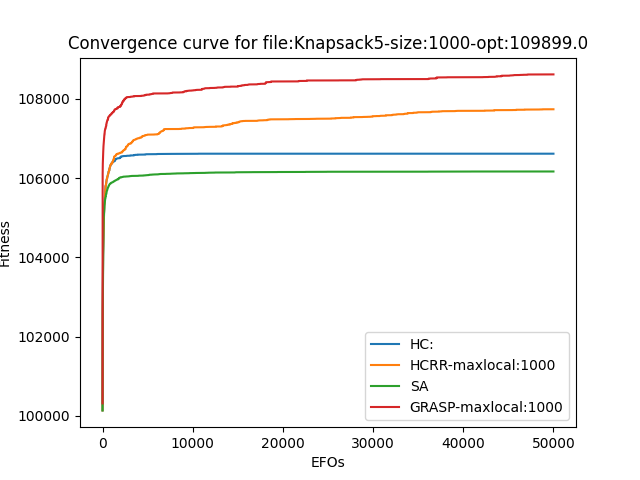 Convergence curve for file:Knapsack5-size:1000-opt:109899.0
108000
106000
104000
102000
100000
Fitness
0
10000
20000
30000
40000
50000
EFOs
HC:
HCRR-maxlocal:1000
SA
GRASP-maxlocal:1000